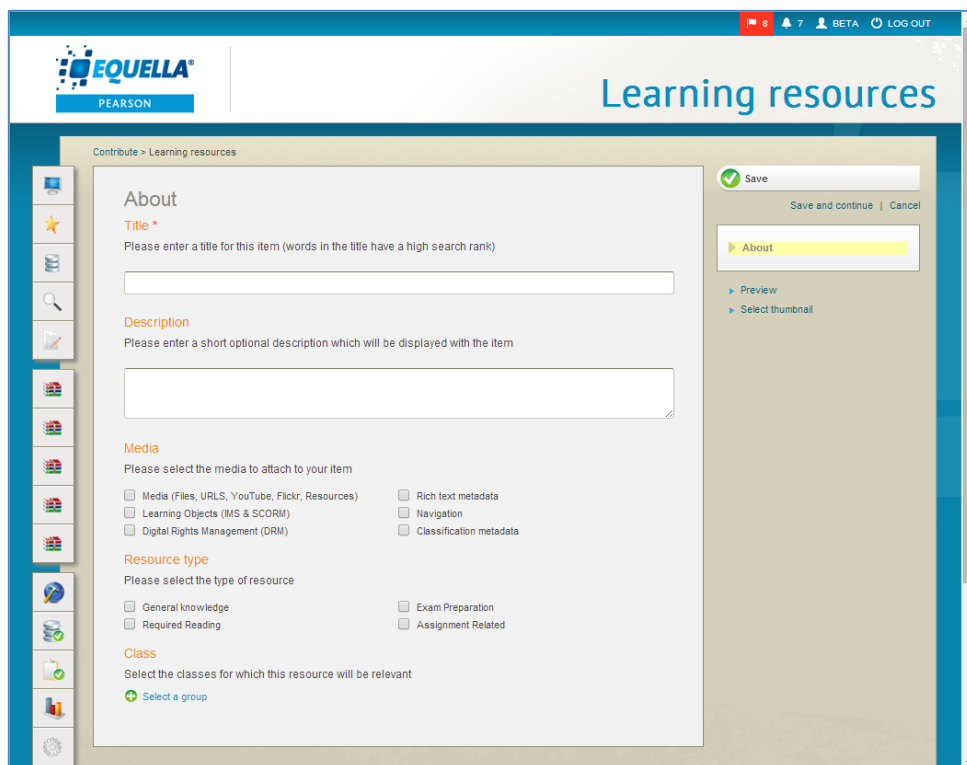 8 7 BETA LOG OUT
EQUELLA®
PEARSON
Learning resources
Contribute > Learning resources
About
Title *
Please enter a title for this item (words in the title have a high search rank)
Description
Please enter a short optional description which will be displayed with the item
Media
Please select the media to attach to your item
Media (Files, URLS, YouTube, Flickr, Resources) Rich text metadata
Learning Objects (IMS & SCORM) Navigation
Digital Rights Management (DRM) Classification metadata
Resource type
Please select the type of resource
General knowledge Exam Preparation
Required Reading Assignment Related
Class
Select the classes for which this resource will be relevant
Select a group
Save
Save and continue | Cancel
About
Preview
Select thumbnail